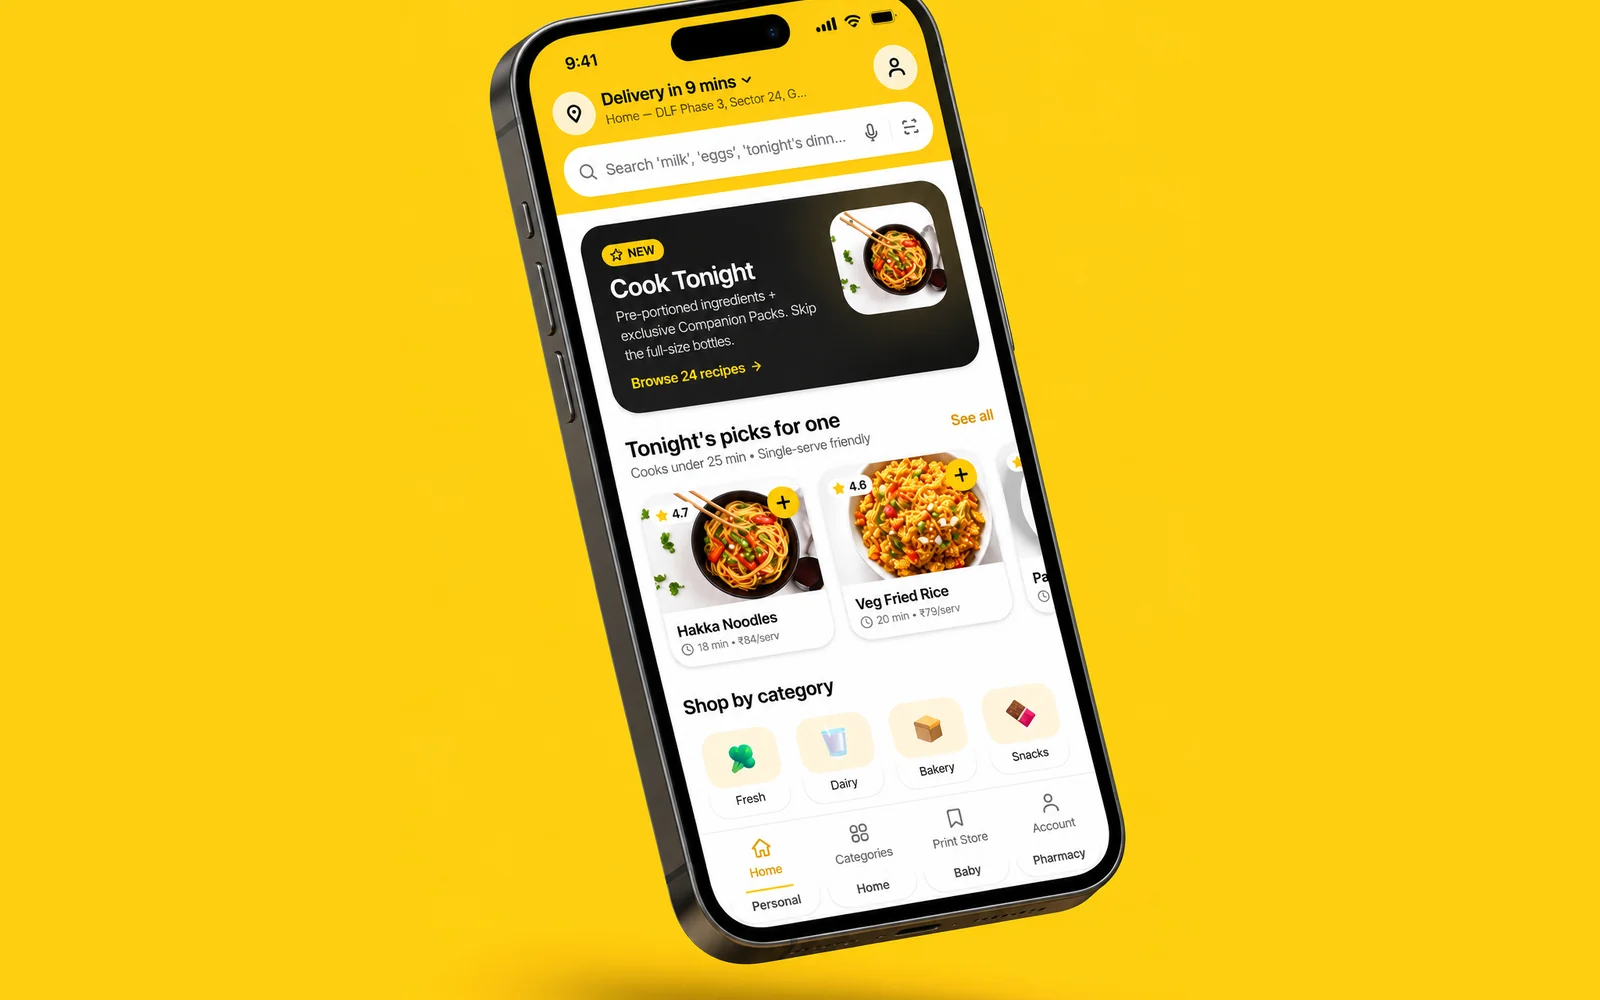 9:41
Delivery in 9 mins
Home — DLF Phase 3, Sector 24, G...
Search 'milk', 'eggs', 'tonight's dinn...
NEW
Cook Tonight
Pre-portioned ingredients +
exclusive Companion Packs. Skip
the full-size bottles.
Browse 24 recipes →
Tonight's picks for one
See all
Cooks under 25 min • Single-serve friendly
4.7
4.6
Hakka Noodles
18 min • ₹84/serv
Veg Fried Rice
20 min • ₹79/serv
Pa
Shop by category
Fresh
Dairy
Bakery
Snacks
Home
Categories
Print Store
Account
Personal
Home
Baby
Pharmacy